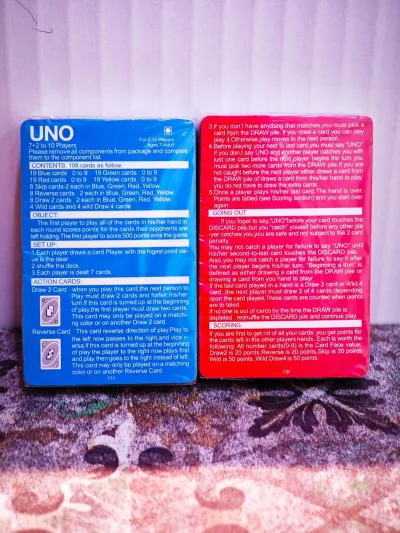 UNO
For 2-10 Players
Ages 7-Adult
7+2 to 10 Players
Please remove all components from package and compare
them to the component list
CONTENTS: 108 cards as follow:
19 Blue cards 0 to 9 19 Green cards 0 to 9
19 Red cards 0 to 9 19 Yellow cards 0 to 9
8 Skip cards-2 each in Blue, Green, Red, Yellow
8 Reverse cards 2 each in Blue, Green, Red, Yellow
8 Draw 2 cards 2 each in Blue, Green, Red, Yellow
4 Wild cards and 4 wild Draw 4 cards
OBJECT:
The first player to play all of the cards in his/her hand in
each round scores points for the cards their opponents are
left holding.The first player to score 500 points wins the game
SET UP:
1.Each player draws a card Player with the higest point val-
ue is the dear
2 shuffle the deck.
3 Each player is dealt 7 cards.
ACTION CARDS:
Draw 2 Card when you play this card,the next person to
Play must draw 2 cards and forfeit his/her
turn if this card is turned up at the beginning
of play,the first player must draw two cards.
This card may only be played on a matching
color or on another Draw 2 card.
Reverse Card This card reverses direction of play Play to
the left now passes to the right,and vice v-
ersa.if this card is turned up at the beginning
of play the player to the right now plays first
and play then goes to the right instead of left.
This card may only be played on a matching
color or on another Reverse Card.
3 If you don't have anything that matches you must pick a
card from the DRAW pile. If you draw a card you can play
play it.Otherwise,play moves to the next person.
4.Before playing your next to last card,you must say "UNO"
If you don,t say UNO and another player catches you with
just one card before the next player begins the turn you
must pick two more cards from the DRAW pile. If you are
not caught before the next player either draws a card from
the DRAW pile of draws a card from this/her hand to play
you do not have to draw the extra cards.
5.Once a player plays his/her last card, The hand is over
Points are tallied (see Scoring section) and you start over
again
GOING OUT
If you foget to say,"UNO"before your card touches the
DISCARD pile,but you "catch" youself before any other pla
-yer catches you,you are safe and not subject to the 2 card
penalty.
You may not catch a player for failure to say "UNO" until
his second-to-last card touches the DISCARD pile.
Also,you may not catch a player for failure to say it after
the next player begins his/her turn. "Beginning a true" is
defined as either drawing a card from the DRAW pile or
drawing a card from you hand to play!
if the last card played in a hand is a Draw 2 card or Wild 4
card ,the next player must draw 2 of 4 cards,depending
upon the card played.These cards are counted when points
are to taled
if no one is out of cards by the time the DRAW pile is
depleted , reshuffle the DISCARD pile and continue play.
SCORING
If you are first to get rid of all your cards ,you get points for
the cards left in the other players hands. Each is worth the
following: All number cards(0-9) is the Card Face value,
Draw2 is 20 points,Reverse is 20 points,Skip is 20 points
Wild is 50 points ,Wild Draw4 is 50 points.